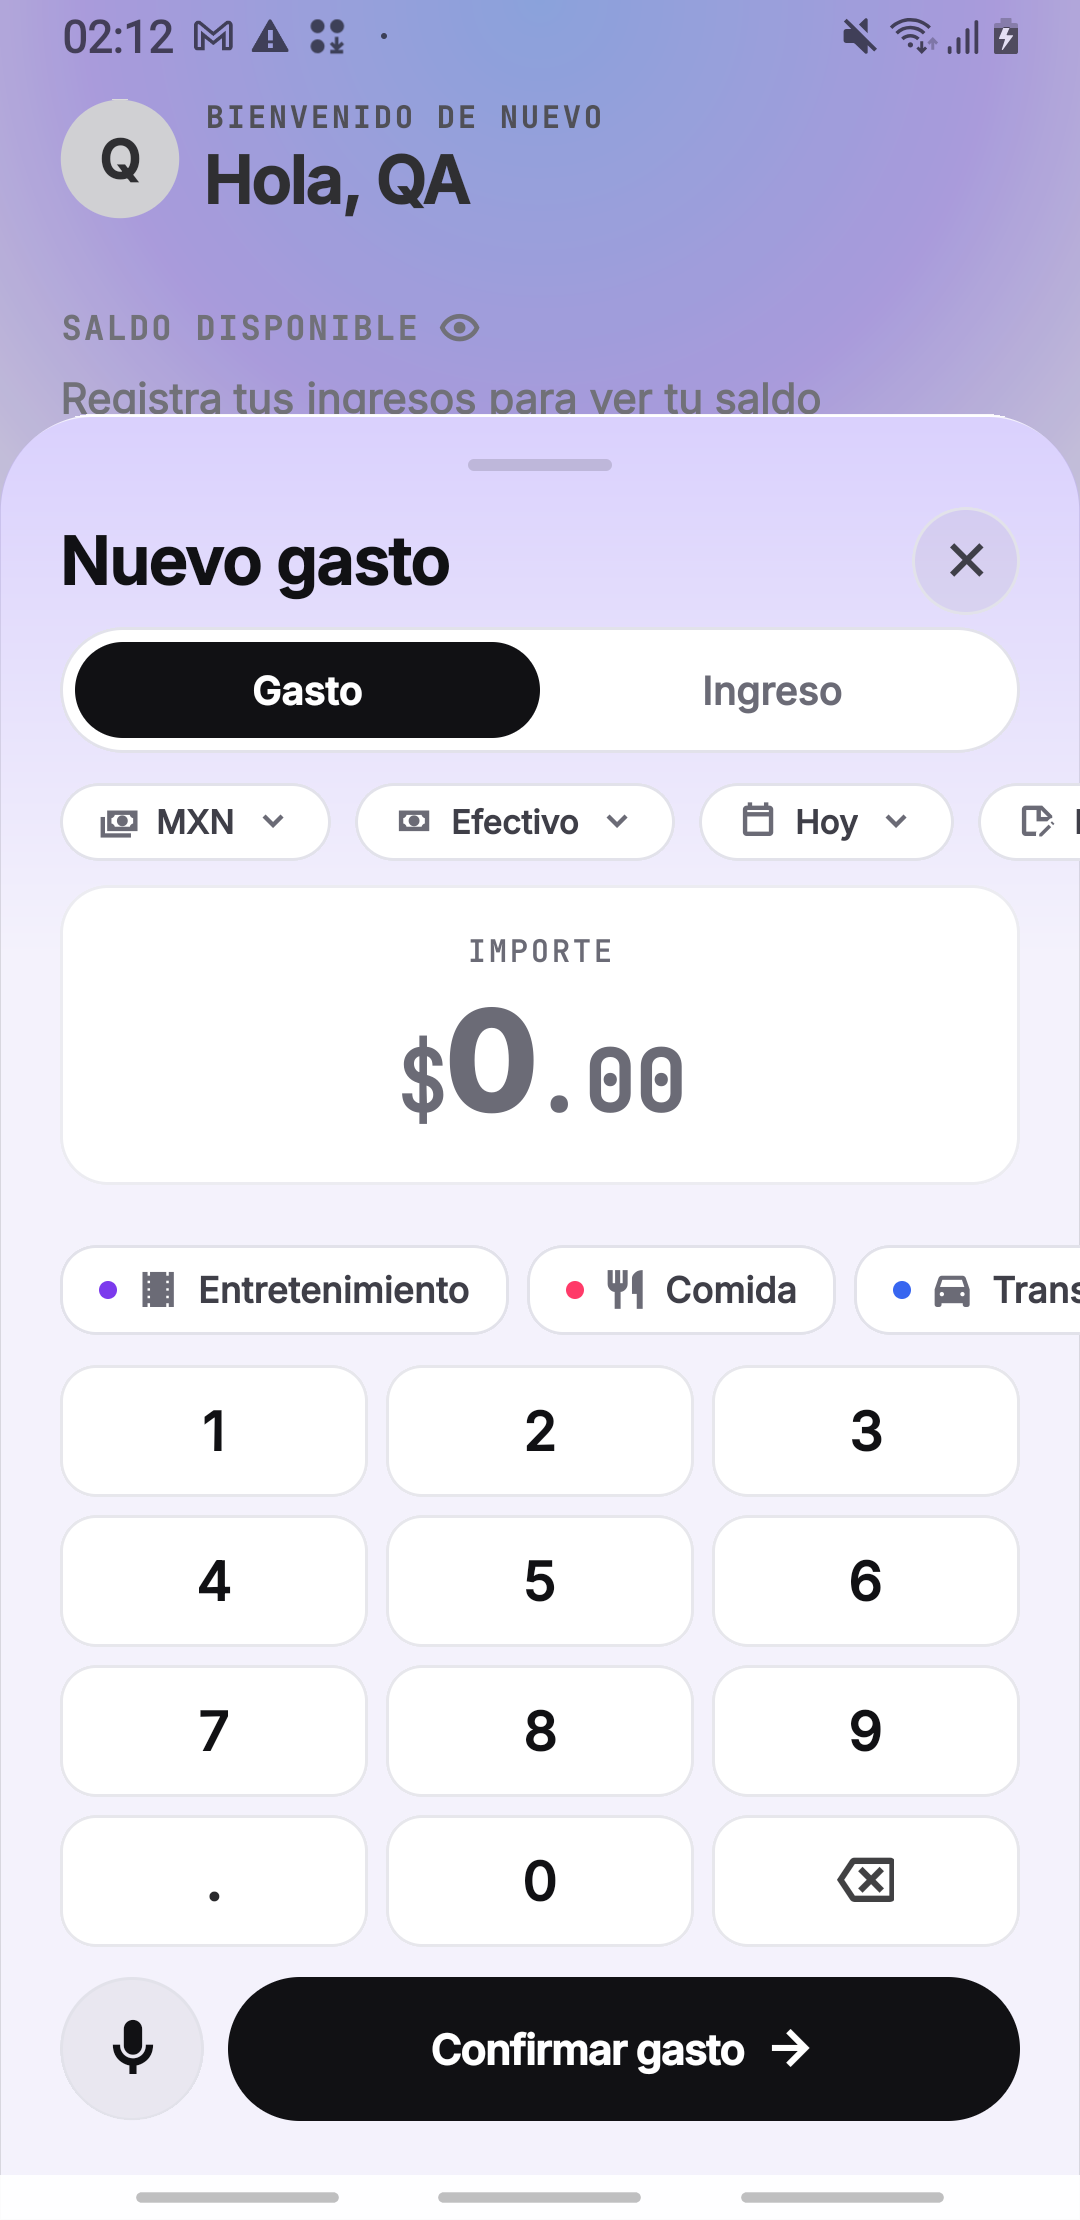 02:12
Q
BIENVENIDO DE NUEVO
Hola, QA
SALDO DISPONIBLE
Registra tus ingresos para ver tu saldo
Nuevo gasto
Gasto Ingreso
MXN Efectivo Hoy
IMPORTE
$0.00
Entretenimiento Comida Trans
1 2 3
4 5 6
7 8 9
. 0
Confirmar gasto →